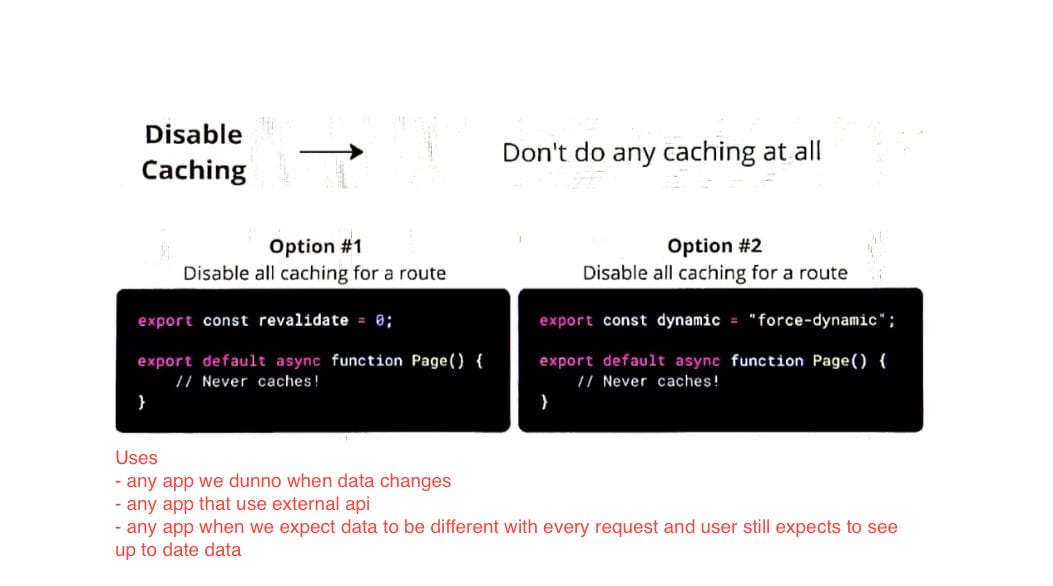 Disable
Caching
Don't do any caching at all
Option #1
Disable all caching for a route
export const revalidate = 0;
export default async function Page() {
// Never caches!
}
Option #2
Disable all caching for a route
export const dynamic = "force-dynamic";
export default async function Page() {
// Never caches!
}
Uses
- any app we dunno when data changes
- any app that use external api
- any app when we expect data to be different with every request and user still expects to see
up to date data